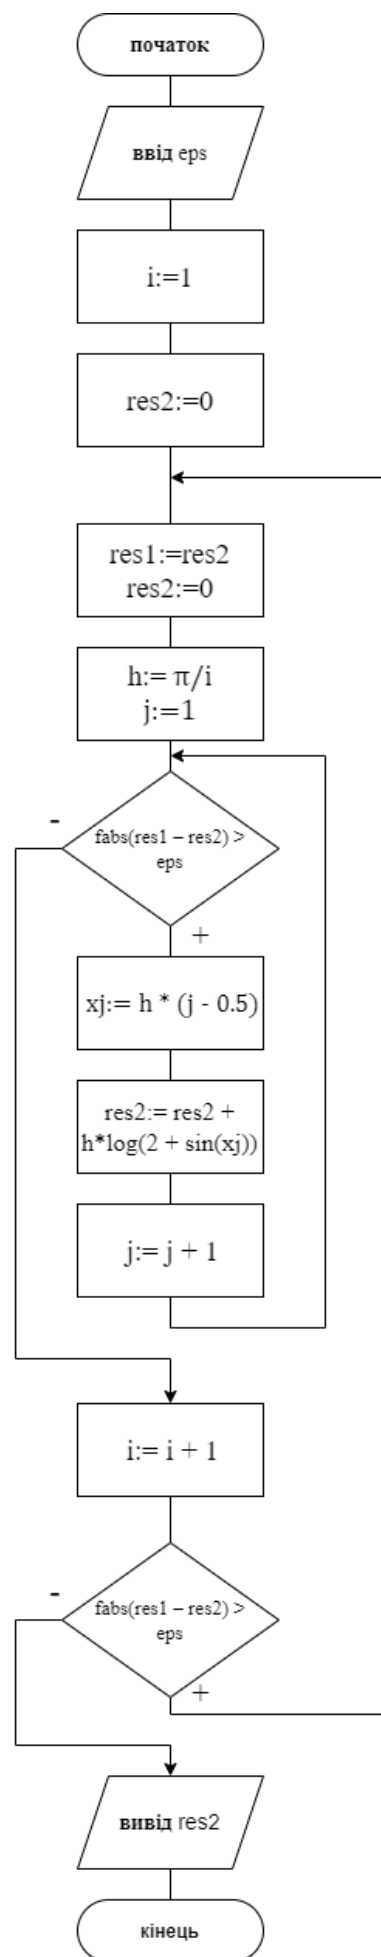 початок
ввід eps
i:=1
res2:=0
res1:=res2
res2:=0
h:= π/i
j:=1
-
fabs(res1 – res2) >
eps
+
xj:= h * (j - 0.5)
res2:= res2 +
h*log(2 + sin(xj))
j:= j + 1
i:= i + 1
-
fabs(res1 – res2) >
eps
+
вивід res2
кінець